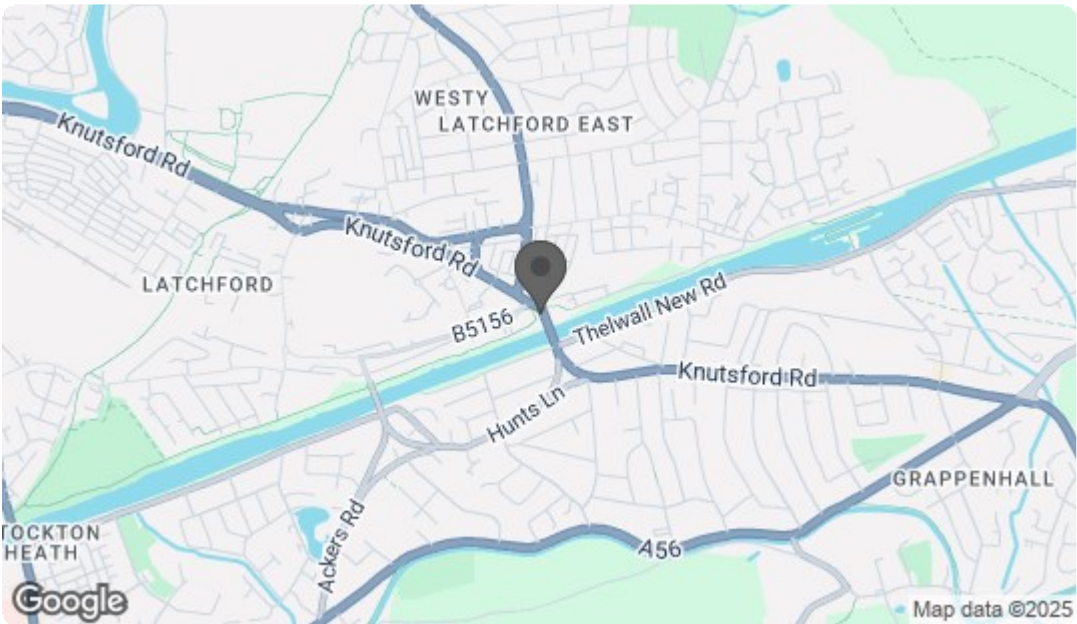 WESTY
LATCHFORD EAST
Knutsford Rd
Knutsford Rd
LATCHFORD
B5156
Thelwall New Rd
Knutsford Rd
Hunts Ln
GRAPPENHALL
TOCKTON
HEATH
Ackers Rd
A56
Google
Map data ©2025